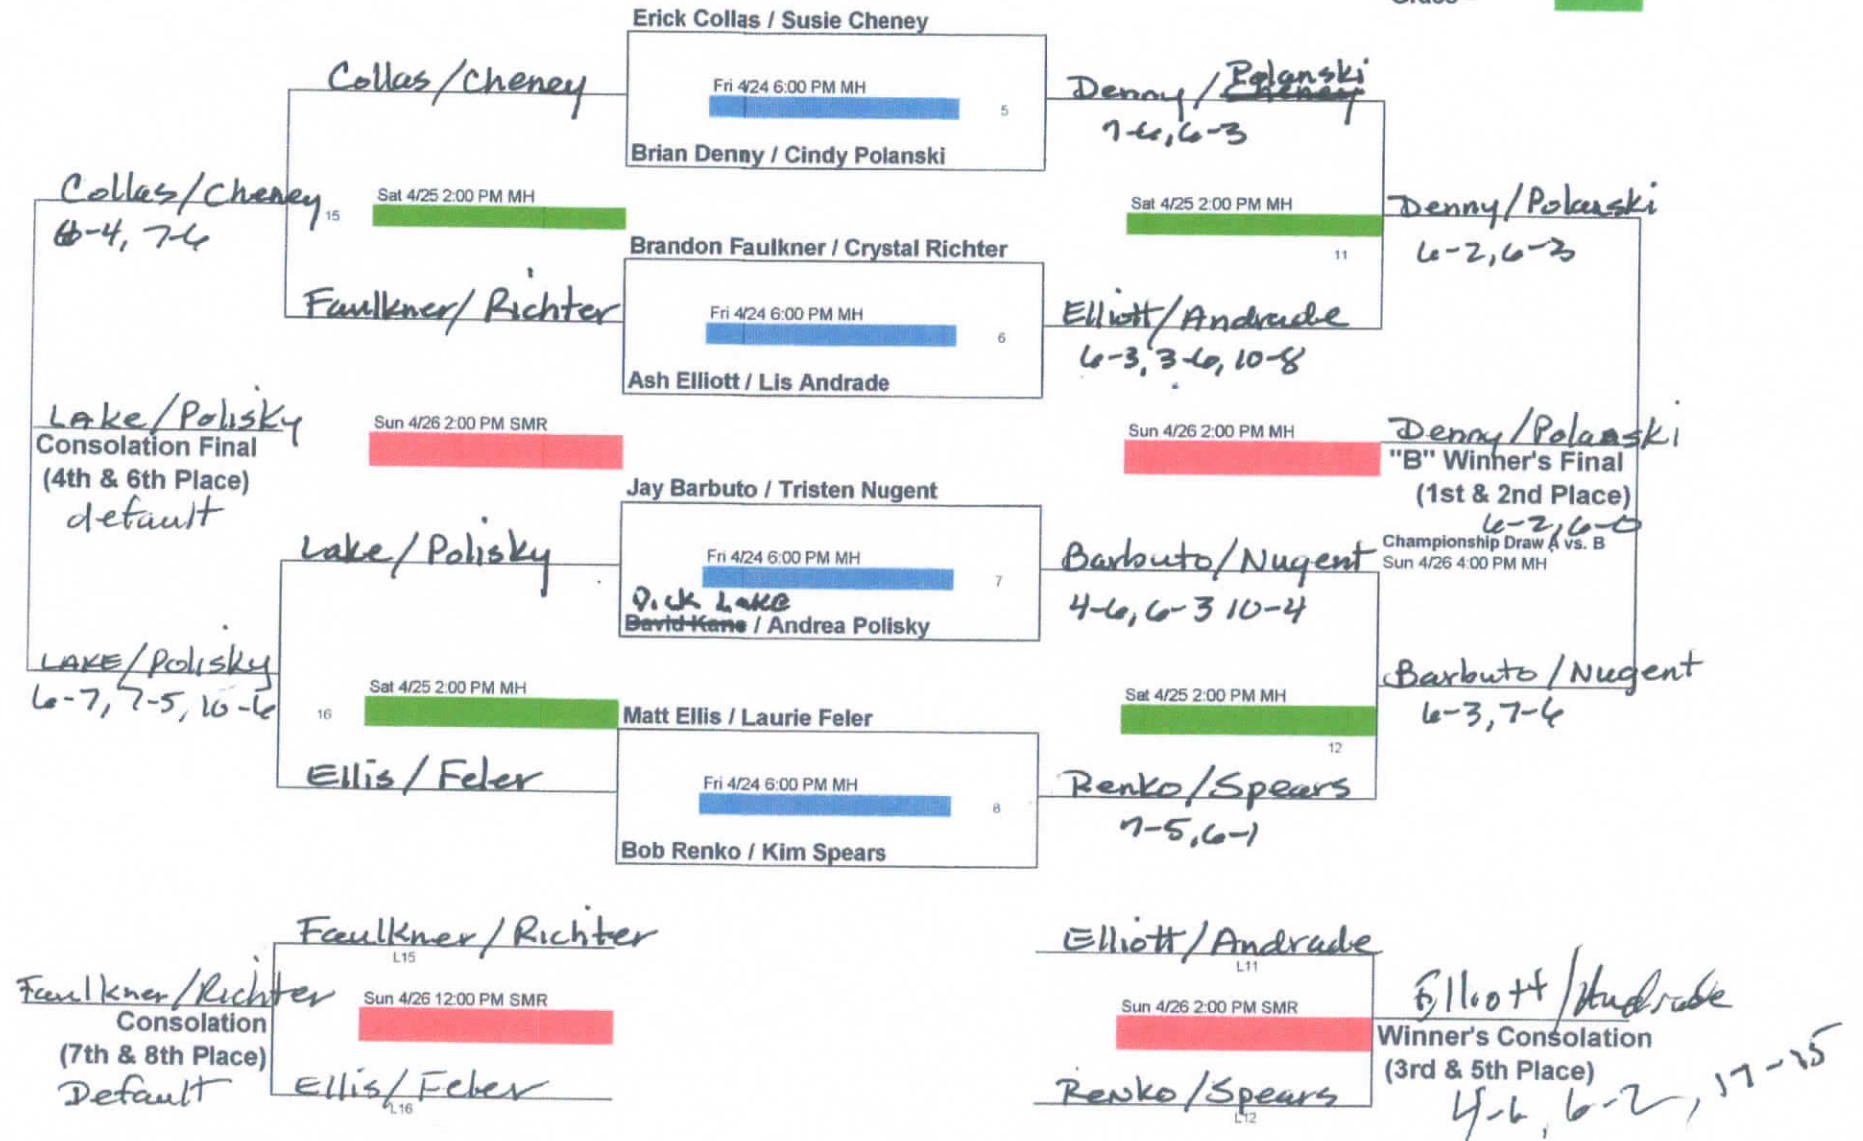 Erick Collas / Susie Cheney
Collas/Cheney
Fri 4/24 6:00 PM MH
5
Denny/Polanski
7-6, 6-3
Brian Denny / Cindy Polanski
Collas/Cheney
6-4, 7-6
15
Sat 4/25 2:00 PM MH
Sat 4/25 2:00 PM MH
11
Denny/Polanski
6-2, 6-3
Brandon Faulkner / Crystal Richter
Faulkner/Richter
Fri 4/24 6:00 PM MH
6
Elliott/Andrade
6-3, 3-6, 10-8
Ash Elliott / Lis Andrade
Lake/Polisky
Consolation Final
(4th & 6th Place)
default
Sun 4/26 2:00 PM SMR
Sun 4/26 2:00 PM MH
Denny/Polanski
"B" Winner's Final
(1st & 2nd Place)
6-2, 6-0
Championship Draw A vs. B
Sun 4/26 4:00 PM MH
Jay Barbuto / Tristen Nugent
Lake/Polisky
Fri 4/24 6:00 PM MH
7
Barbuto/Nugent
4-6, 6-3 10-4
Dick Lake
David Kane / Andrea Polisky
LAKE/Polisky
6-7, 7-5, 10-6
16
Sat 4/25 2:00 PM MH
Sat 4/25 2:00 PM MH
12
Barbuto/Nugent
6-3, 7-6
Matt Ellis / Laurie Feler
Ellis/Feler
Fri 4/24 6:00 PM MH
8
Renko/Spears
7-5, 6-1
Bob Renko / Kim Spears
Faulkner/Richter
L15
Faulkner/Richter
Consolation
(7th & 8th Place)
Default
Sun 4/26 12:00 PM SMR
Ellis/Feler
L16
Elliott/Andrade
L11
Sun 4/26 2:00 PM SMR
Elliott/Andrade
Winner's Consolation
(3rd & 5th Place)
4-6, 6-2, 17-15
Renko/Spears
L12